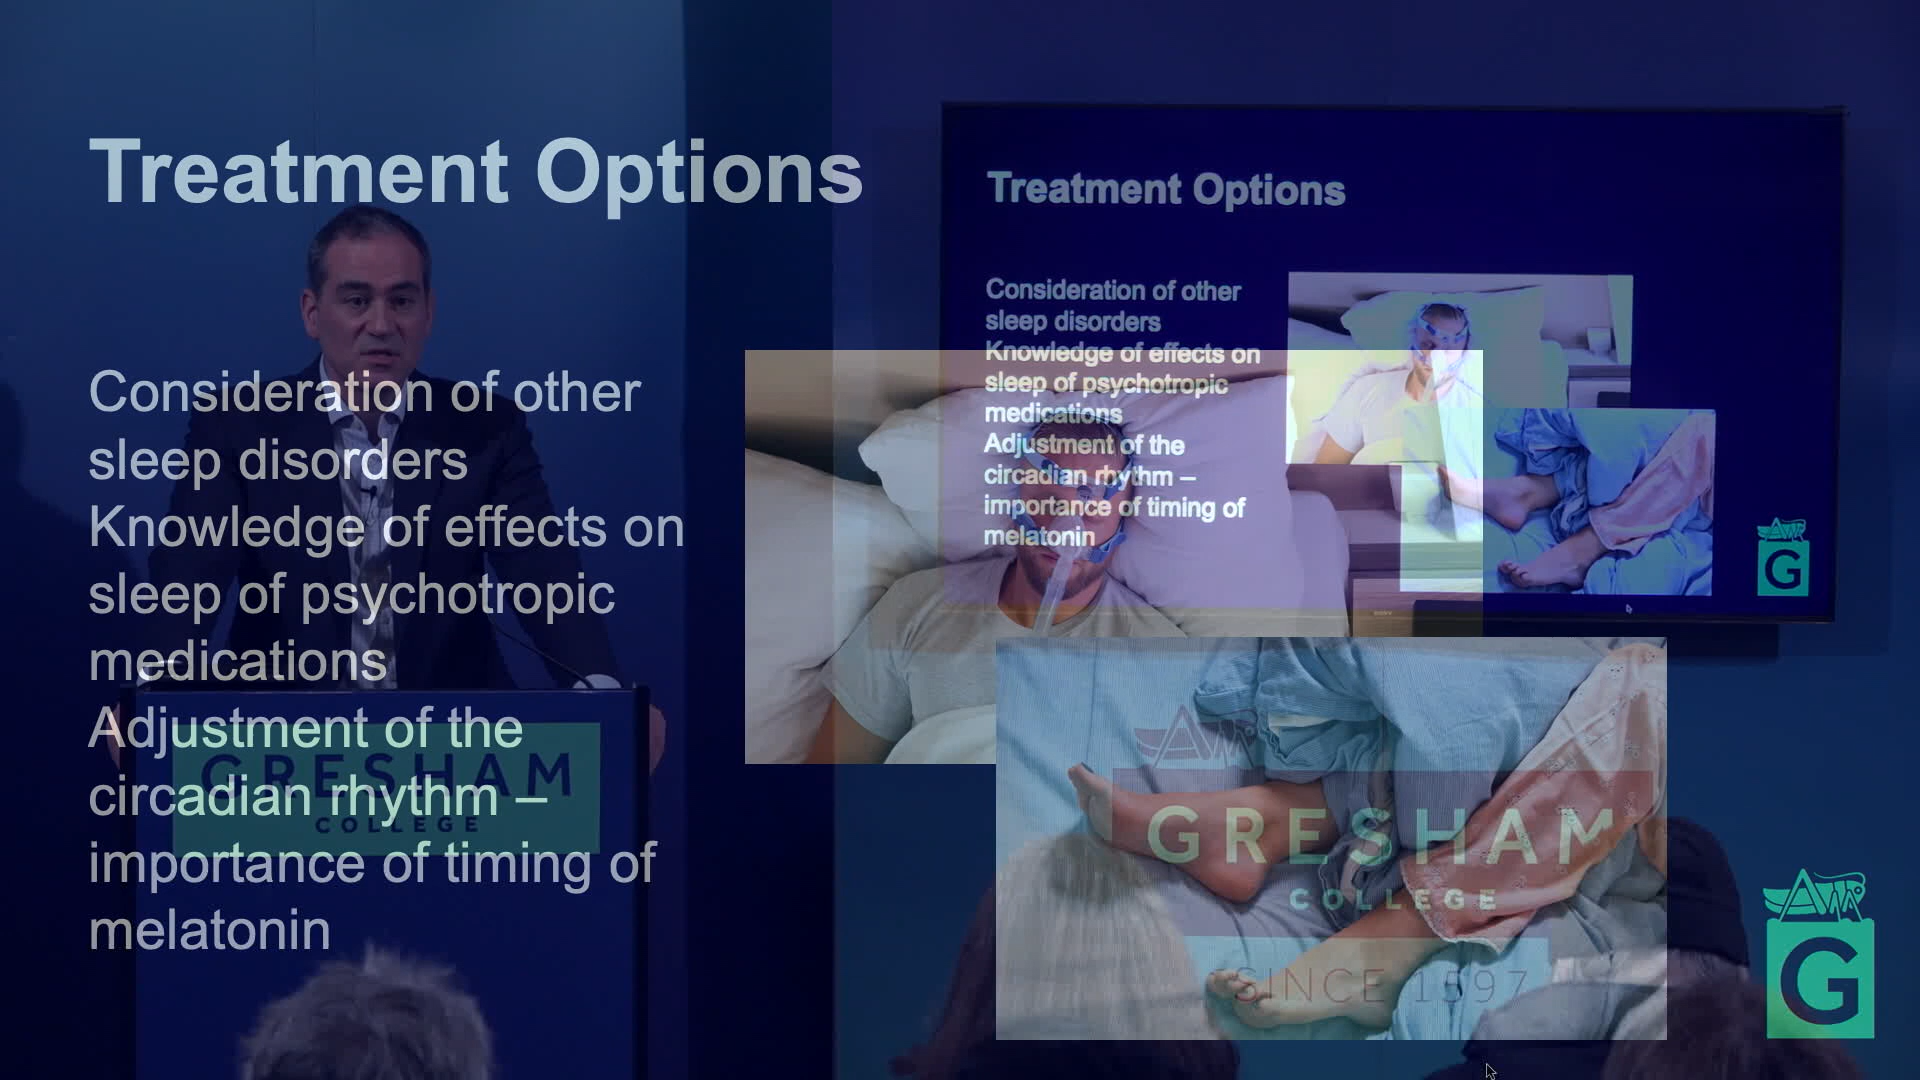 Treatment Options
Consideration of other
sleep disorders
Knowledge of effects on
sleep of psychotropic
medications
Adjustment of the
circadian rhythm –
importance of timing of
melatonin
Treatment Options
Consideration of other
sleep disorders
Knowledge of effects on
sleep of psychotropic
medications
Adjustment of the
circadian rhythm –
importance of timing of
melatonin
G
SONY
GRESHAM
COLLEGE
GRESHAM
COLLEGE
SINCE 1597
G